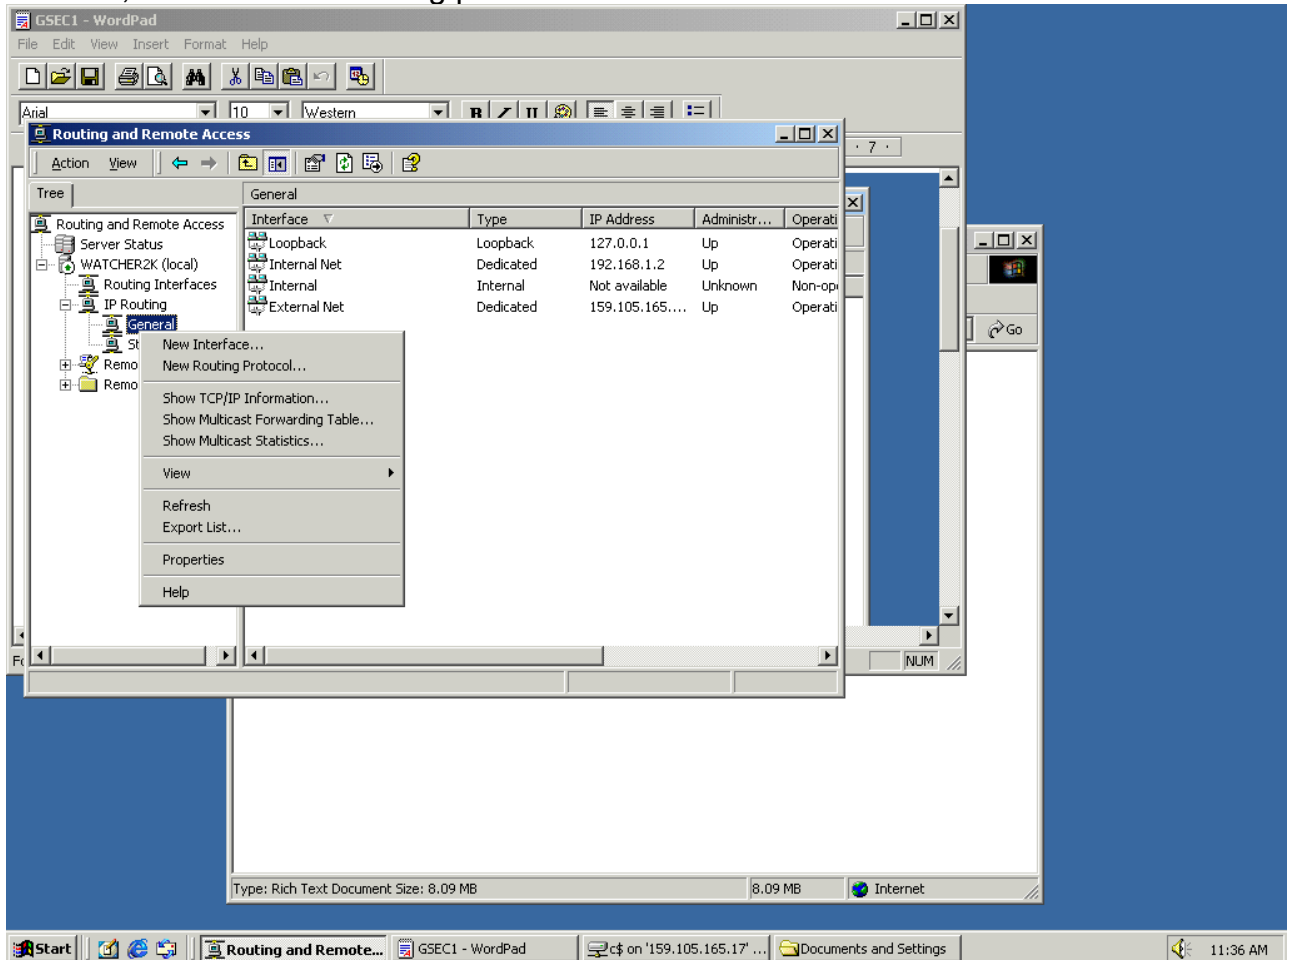 GSEC1 - WordPad
File Edit View Insert Format Help
Arial 10 Western B I U
Routing and Remote Access
· 7 ·
Action View
Tree General
Routing and Remote Access
Server Status
WATCHER2K (local)
Routing Interfaces
IP Routing
General
St
Remo
Remo
Interface Type IP Address Administr... Operati
Loopback Loopback 127.0.0.1 Up Operati
Internal Net Dedicated 192.168.1.2 Up Operati
Internal Internal Not available Unknown Non-op
External Net Dedicated 159.105.165.... Up Operati
New Interface...
New Routing Protocol...
Show TCP/IP Information...
Show Multicast Forwarding Table...
Show Multicast Statistics...
View
Refresh
Export List...
Properties
Help
Go
Fo
NUM
Type: Rich Text Document Size: 8.09 MB 8.09 MB Internet
Start Routing and Remote... GSEC1 - WordPad c$ on '159.105.165.17' ... Documents and Settings 11:36 AM